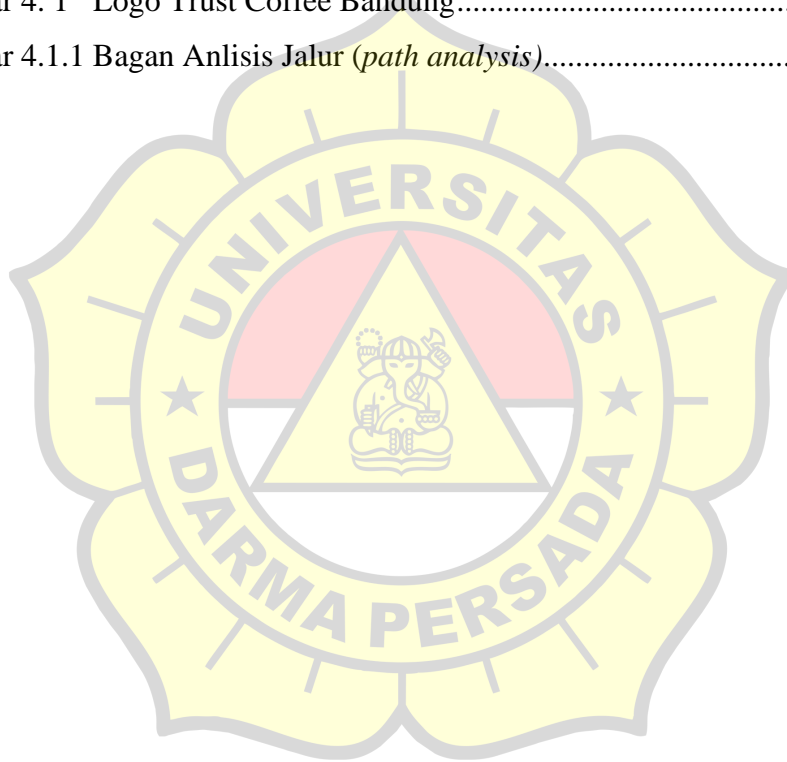 ar 4. 1 Logo Trust Coffee Bandung.......................................
ar 4.1.1 Bagan Anlisis Jalur (path analysis)............................
UNIVERSITAS
DARMA PERSADA